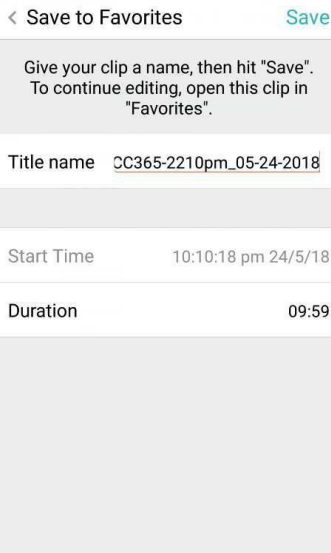 < Save to Favorites Save
Give your clip a name, then hit "Save".
To continue editing, open this clip in
"Favorites".
Title name CC365-2210pm_05-24-2018
Start Time 10:10:18 pm 24/5/18
Duration 09:59